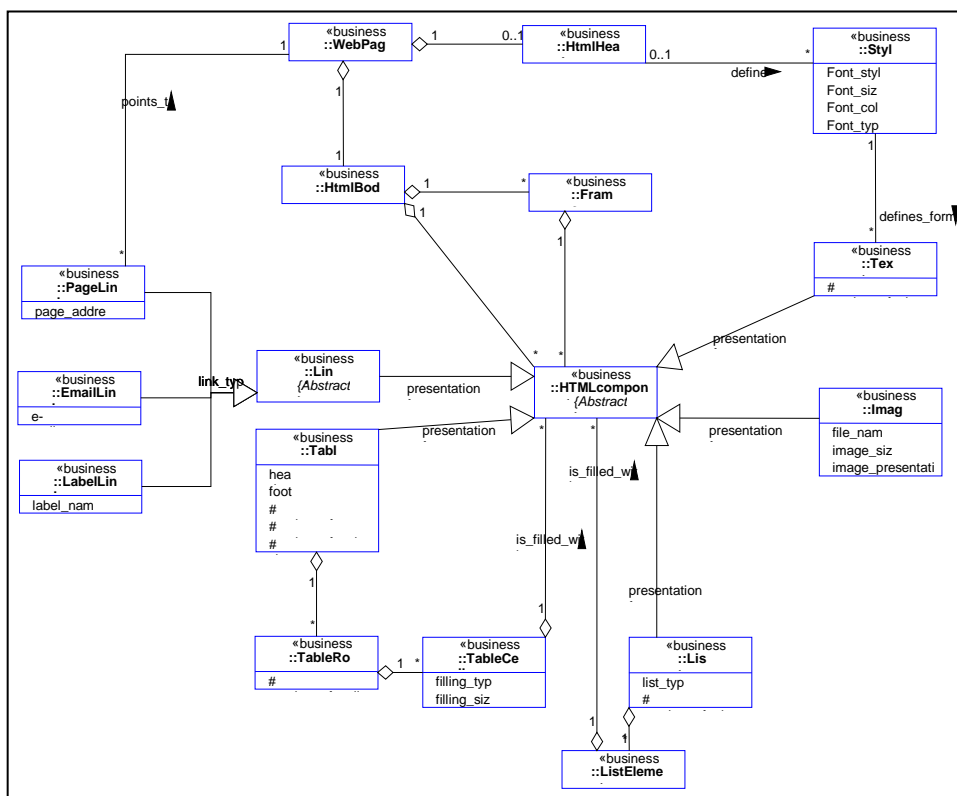 «business
::WebPag
1
0..1
«business
::HtmlHea
0..1
define
*
«business
::Styl
Font_styl
Font_siz
Font_col
Font_typ
1
points_t
1
1
1
«business
::HtmlBod
1
1
*
«business
::Fram
1
defines_form
*
«business
::Tex
#
*
«business
::PageLin
page_addre
«business
::EmailLin
e-
«business
::LabelLin
label_nam
link_typ
«business
::Lin
{Abstract
presentation
*
*
«business
::HTMLcompon
{Abstract
*
*
presentation
presentation
«business
::Imag
file_nam
image_siz
image_presentati
presentation
«business
::Tabl
hea
foot
#
#
#
is_filled_wi
is_filled_wi
presentation
1
*
«business
::TableRo
#
1
*
«business
::TableCe
filling_typ
filling_siz
1
«business
::Lis
list_typ
#
1
1
«business
::ListEleme